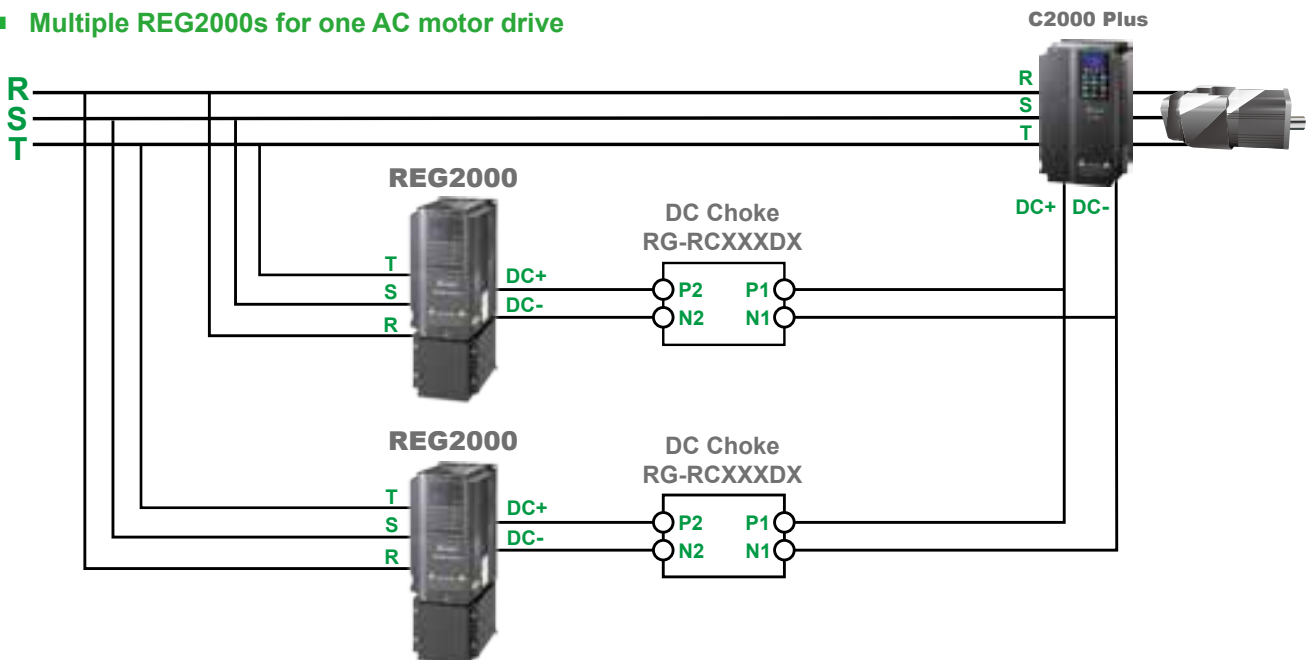 Multiple REG2000s for one AC motor drive
C2000 Plus
R
S
T
R
S
T
DC+ DC-
REG2000
DC Choke
RG-RCXXXDX
T
S
R
DC+
DC-
P2 P1
N2 N1
REG2000
DC Choke
RG-RCXXXDX
T
S
R
DC+
DC-
P2 P1
N2 N1